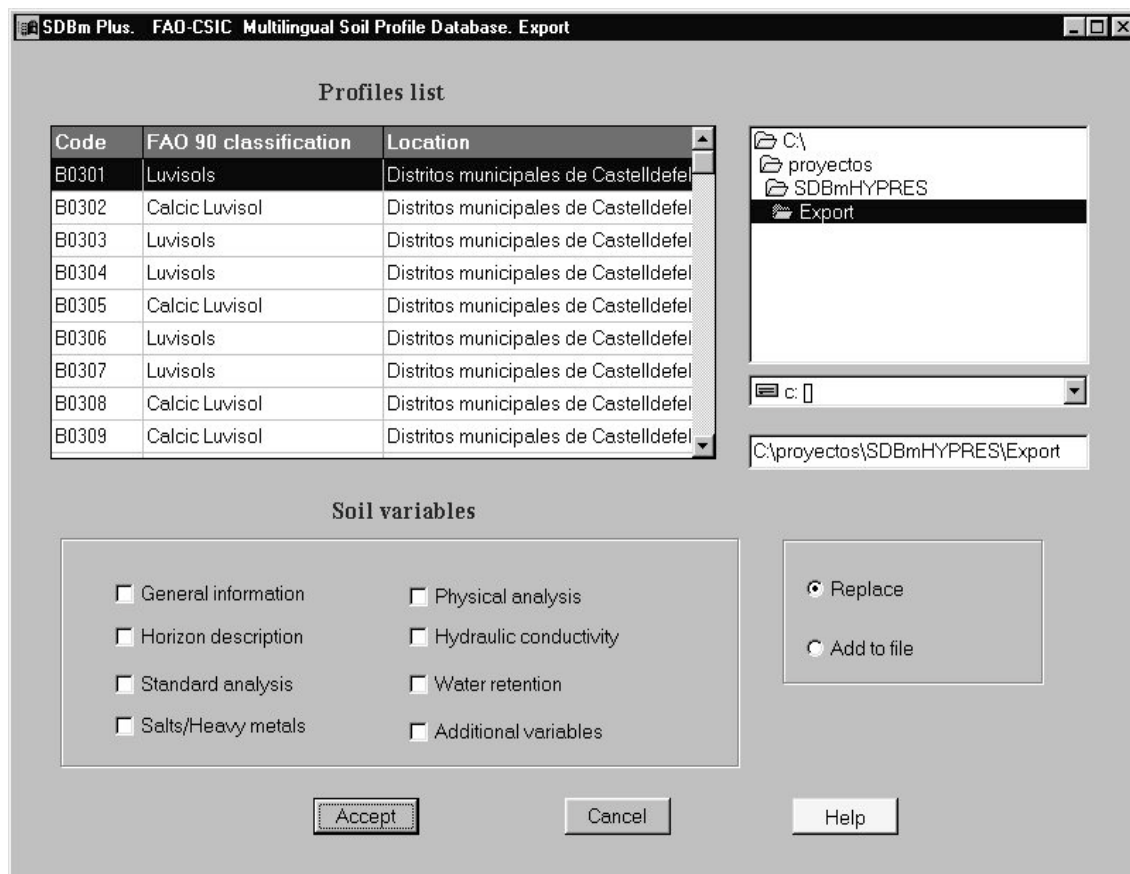 SDBm Plus. FAO-CSIC Multilingual Soil Profile Database. Export
Profiles list
Code FAO 90 classification Location
B0301 Luvisols Distritos municipales de Castelldefel
B0302 Calcic Luvisol Distritos municipales de Castelldefel
B0303 Luvisols Distritos municipales de Castelldefel
B0304 Luvisols Distritos municipales de Castelldefel
B0305 Calcic Luvisol Distritos municipales de Castelldefel
B0306 Luvisols Distritos municipales de Castelldefel
B0307 Luvisols Distritos municipales de Castelldefel
B0308 Calcic Luvisol Distritos municipales de Castelldefel
B0309 Calcic Luvisol Distritos municipales de Castelldefel
C:\
proyectos
SDBmHYPRES
Export
c: []
C:\proyectos\SDBmHYPRES\Export
Soil variables
General information
Horizon description
Standard analysis
Salts/Heavy metals
Physical analysis
Hydraulic conductivity
Water retention
Additional variables
Replace
Add to file
Accept
Cancel
Help